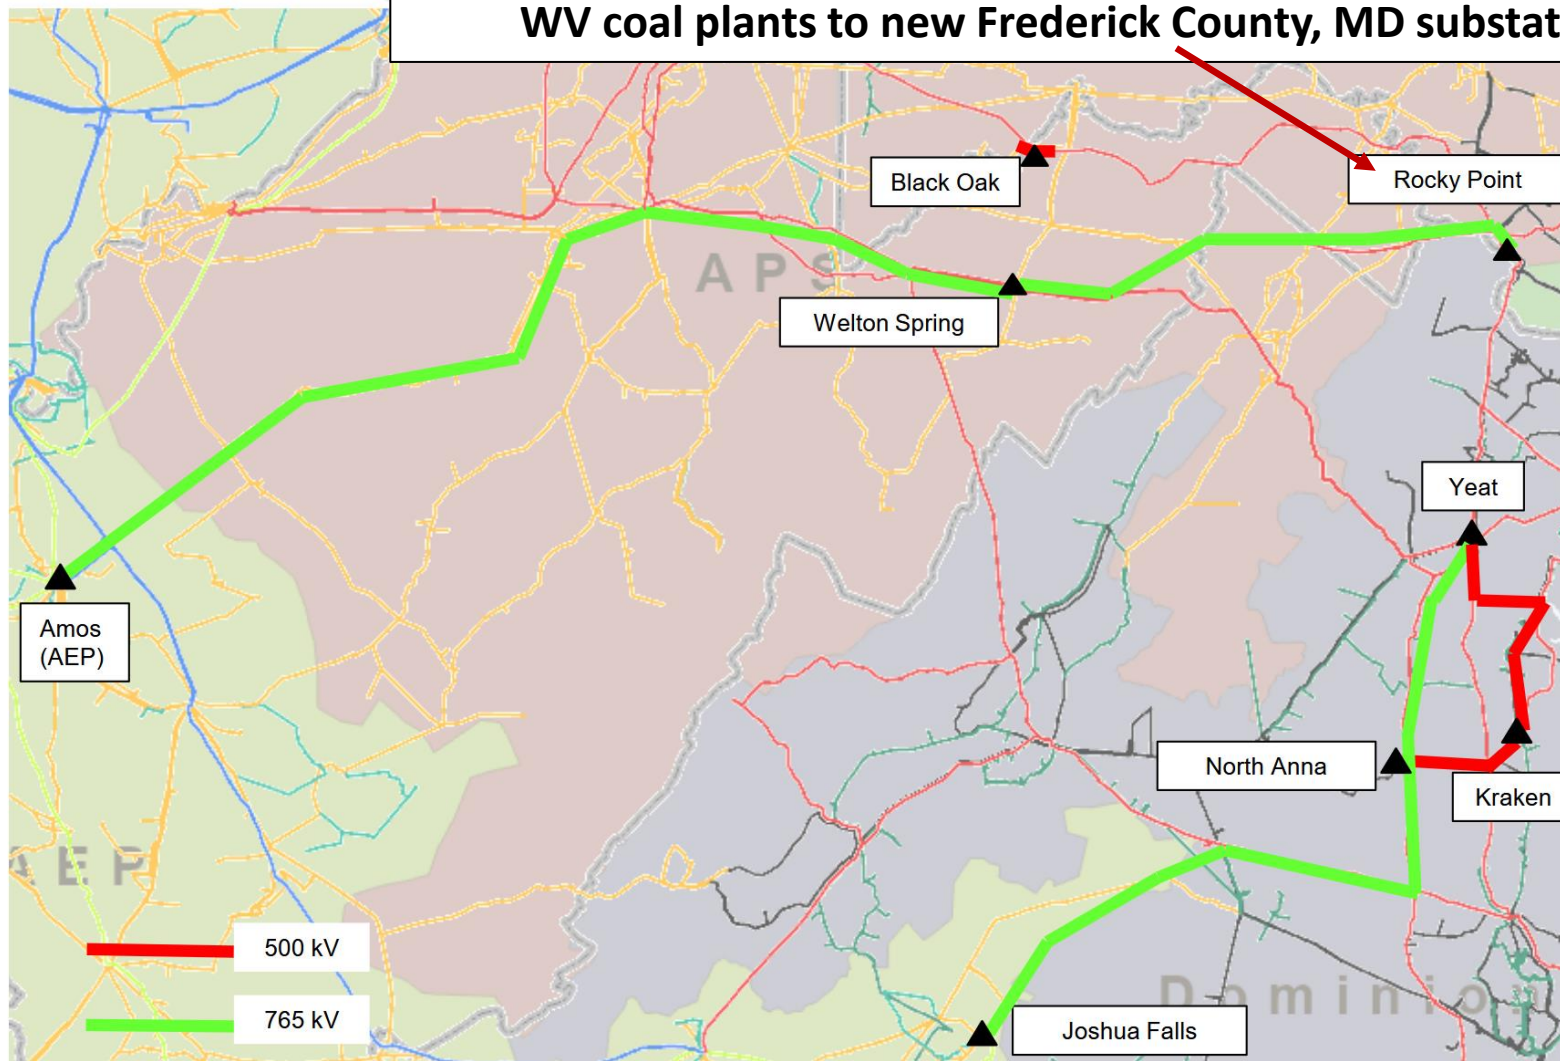 WV coal plants to new Frederick County, MD substat
Black Oak
Rocky Point
APS
Welton Spring
Yeat
Amos
(AEP)
North Anna
Kraken
AEP
500 kV
765 kV
Dominion
Joshua Falls